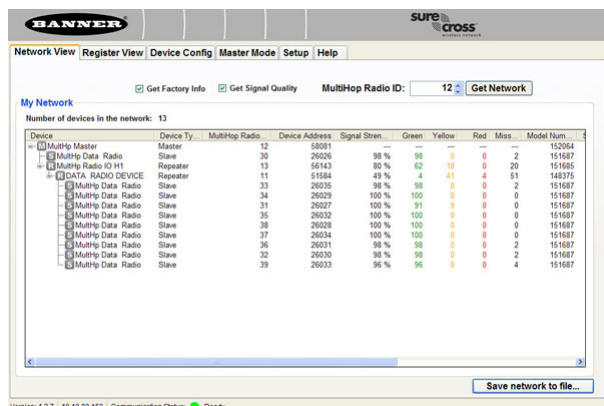 BANNER
sure cross
wireless network
Network View Register View Device Config Master Mode Setup Help
Get Factory Info Get Signal Quality MultiHop Radio ID: 12 Get Network
My Network
Number of devices in the network: 13
Device Device Ty... MultiHop Radio... Device Address Signal Stren... Green Yellow Red Miss... Model Num... S
M MultHp Master Master 12 58081 --- --- --- --- --- 152064
S MultHp Data Radio Slave 30 26026 98 % 98 0 0 2 151687
R MultHp Radio IO H1 Repeater 13 56143 80 % 62 18 0 20 151685
R DATA RADIO DEVICE Repeater 11 51584 49 % 4 41 4 51 148375
S MultHp Data Radio Slave 33 26035 98 % 98 0 0 2 151687
S MultHp Data Radio Slave 34 26029 100 % 100 0 0 0 151687
S MultHp Data Radio Slave 31 26027 100 % 91 9 0 0 151687
S MultHp Data Radio Slave 35 26032 100 % 100 0 0 0 151687
S MultHp Data Radio Slave 38 26028 100 % 100 0 0 0 151687
S MultHp Data Radio Slave 37 26034 100 % 100 0 0 0 151687
S MultHp Data Radio Slave 36 26031 98 % 98 0 0 2 151687
S MultHp Data Radio Slave 32 26030 98 % 98 0 0 2 151687
S MultHp Data Radio Slave 39 26033 96 % 96 0 0 4 151687
Save network to file...
Communication Status: Ready